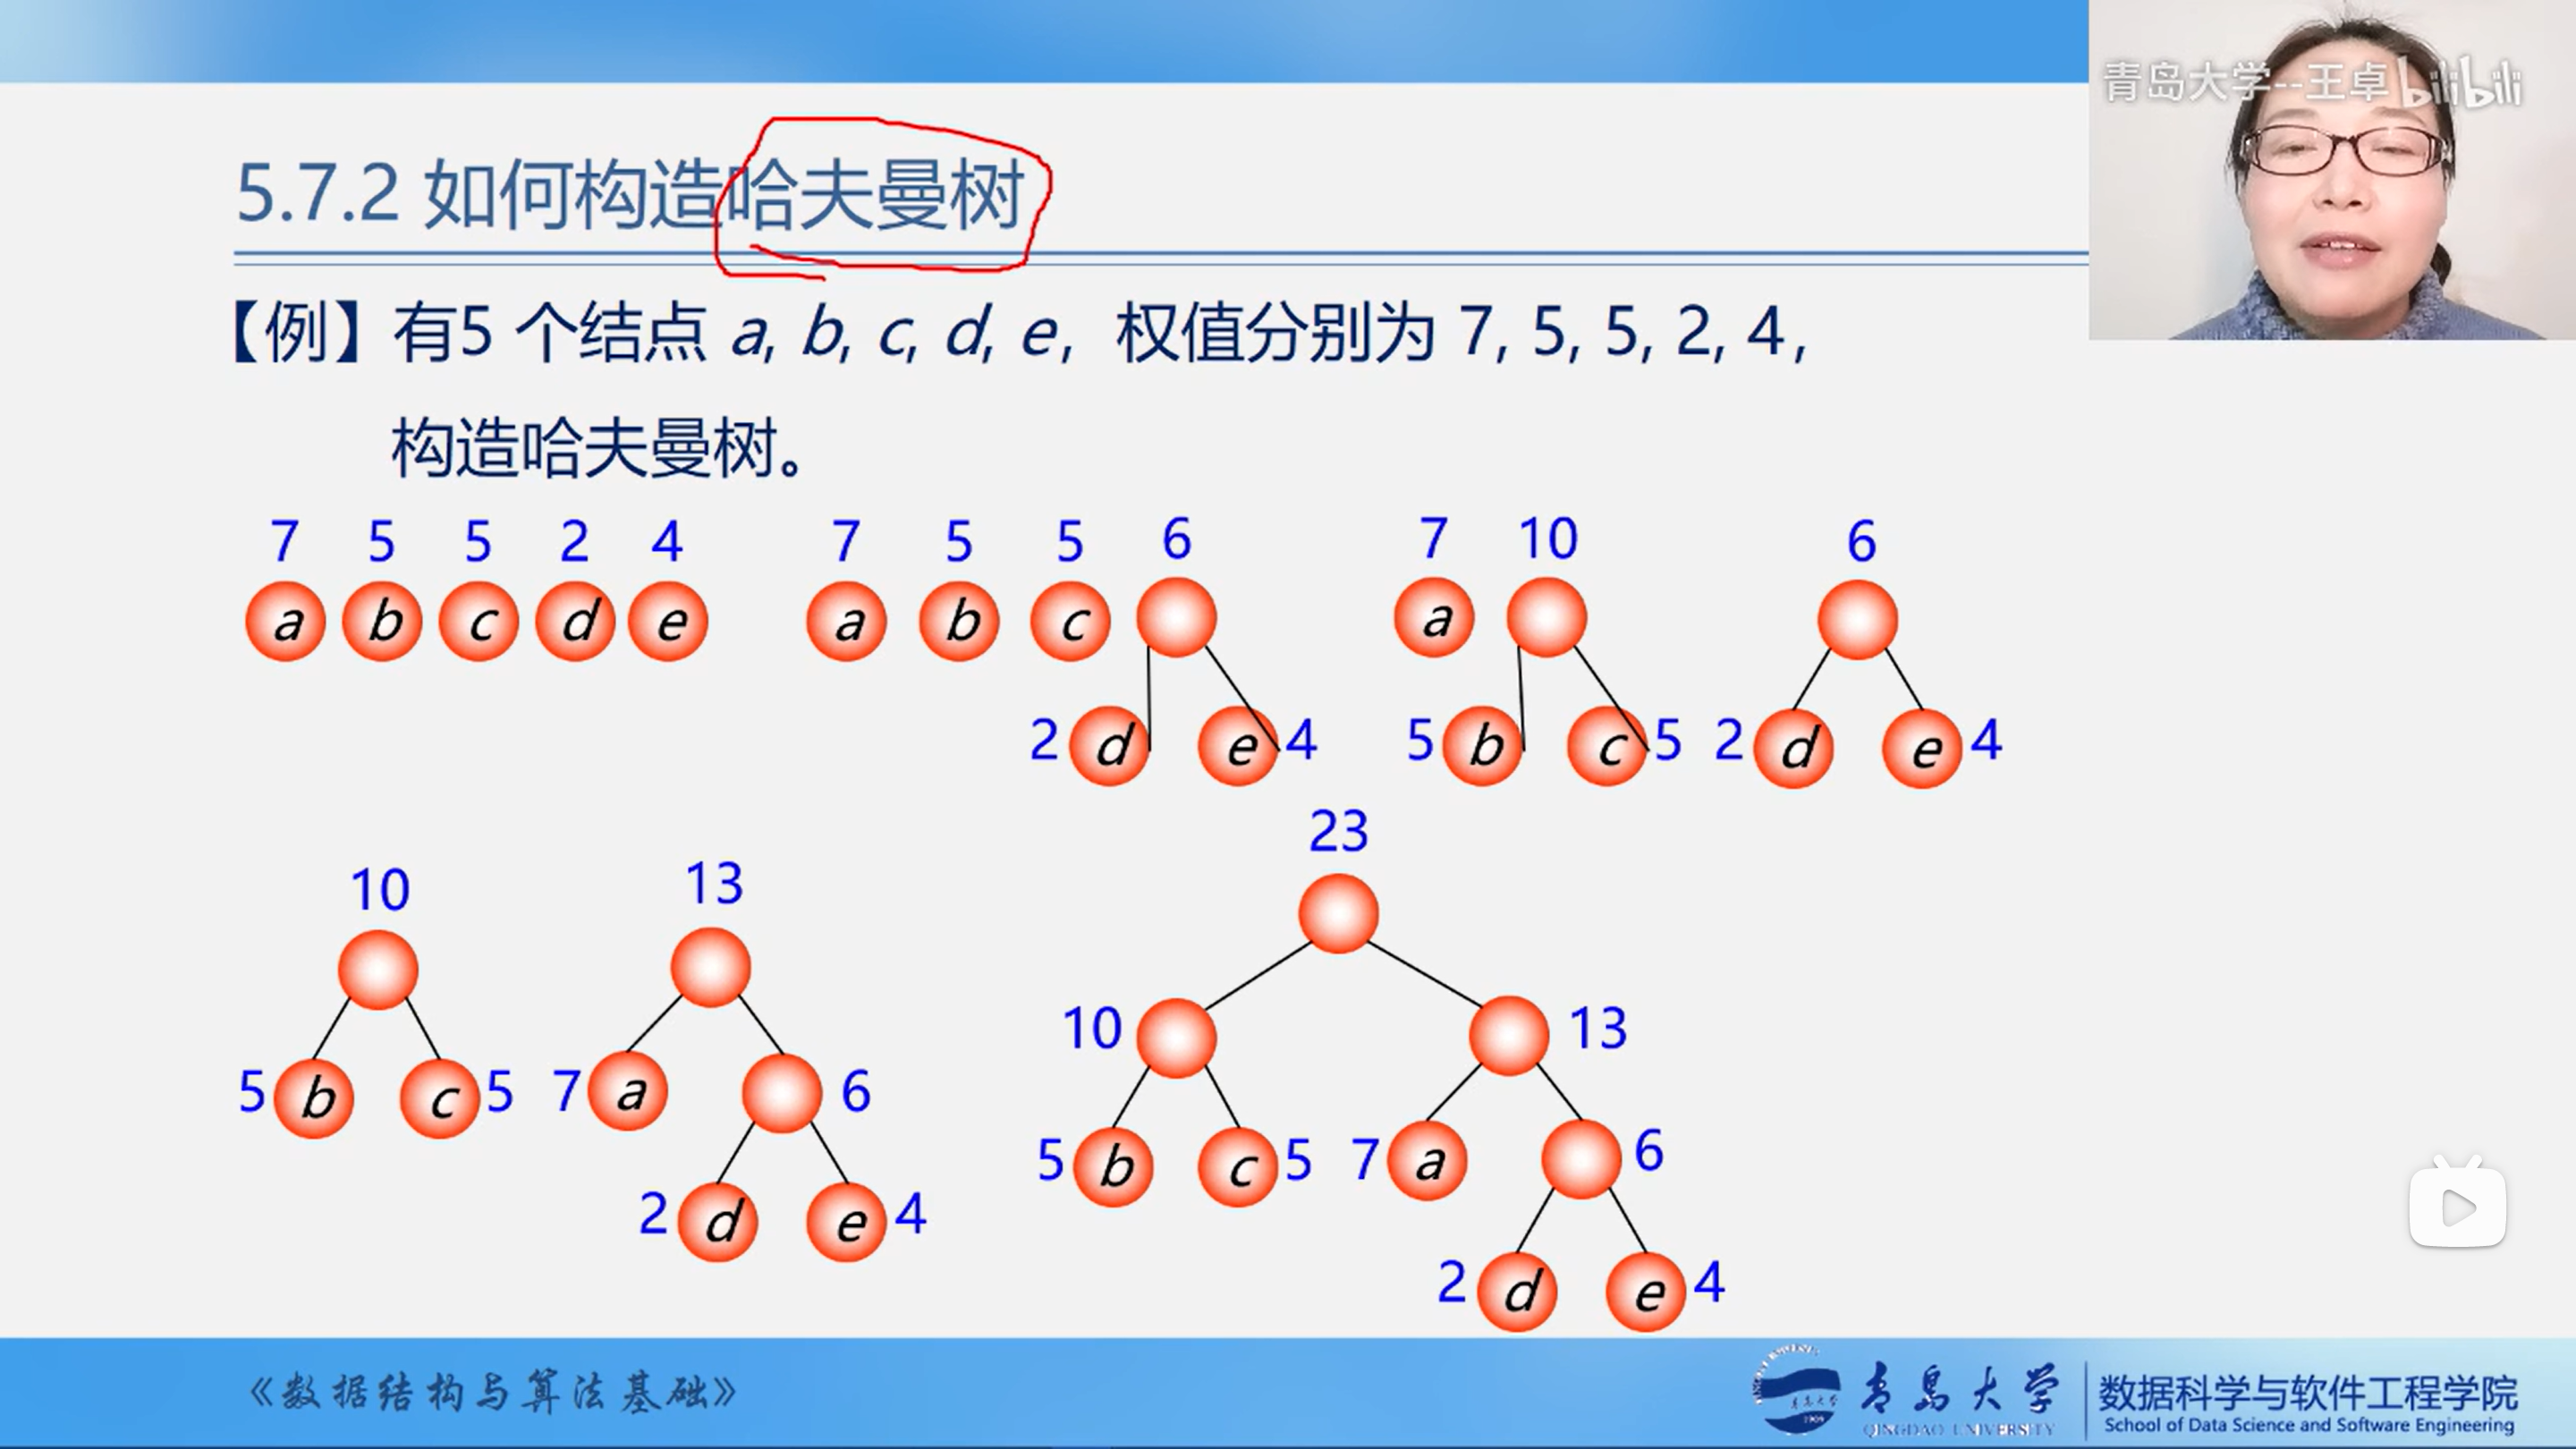 青岛大学--王卓 bilibili
5.7.2 如何构造哈夫曼树
【例】有5 个结点 a, b, c, d, e, 权值分别为 7, 5, 5, 2, 4,
构造哈夫曼树。
7 5 5 2 4
a b c d e
7 5 5 6
a b c
2 d e 4
7 10
a
5 b c 5
6
2 d e 4
10
5 b c 5
13
7 a 6
2 d e 4
23
10 13
5 b c 5 7 a 6
2 d e 4
《数据结构与算法基础》
青岛大学
QINGDAO UNIVERSITY
数据科学与软件工程学院
School of Data Science and Software Engineering